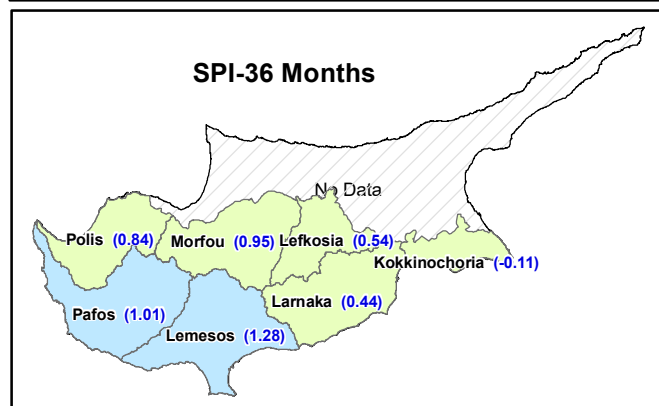 SPI-36 Months
No Data
Polis (0.84)
Morfou (0.95)
Lefkosia (0.54)
Kokkinochoria (-0.11)
Pafos (1.01)
Larnaka (0.44)
Lemesos (1.28)